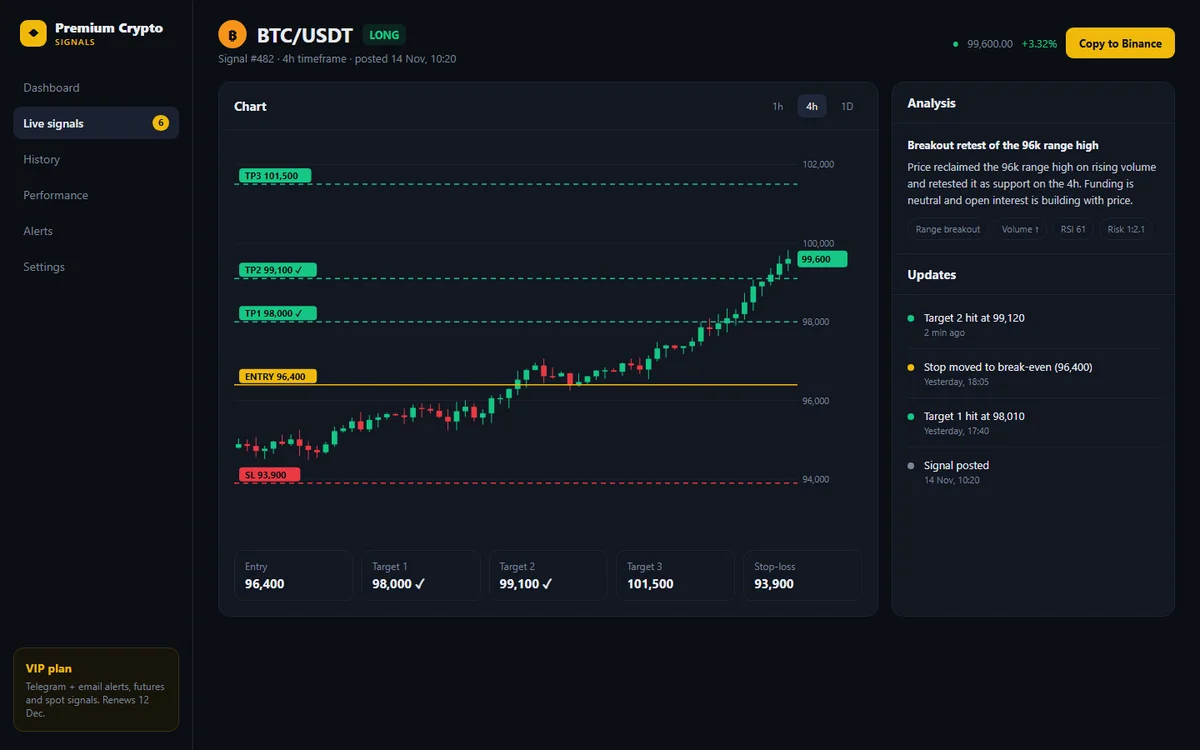 Premium Crypto
SIGNALS
Dashboard
Live signals 6
History
Performance
Alerts
Settings
VIP plan
Telegram + email alerts, futures
and spot signals. Renews 12
Dec.
₿ BTC/USDT LONG
Signal #482 · 4h timeframe · posted 14 Nov, 10:20
99,600.00 +3.32% Copy to Binance
Chart 1h 4h 1D
102,000
TP3 101,500
100,000
99,600
TP2 99,100 ✓
TP1 98,000 ✓
98,000
ENTRY 96,400
96,000
SL 93,900
94,000
Entry
96,400
Target 1
98,000 ✓
Target 2
99,100 ✓
Target 3
101,500
Stop-loss
93,900
Analysis
Breakout retest of the 96k range high
Price reclaimed the 96k range high on rising volume
and retested it as support on the 4h. Funding is
neutral and open interest is building with price.
Range breakout Volume ↑ RSI 61 Risk 1:2.1
Updates
Target 2 hit at 99,120
2 min ago
Stop moved to break-even (96,400)
Yesterday, 18:05
Target 1 hit at 98,010
Yesterday, 17:40
Signal posted
14 Nov, 10:20